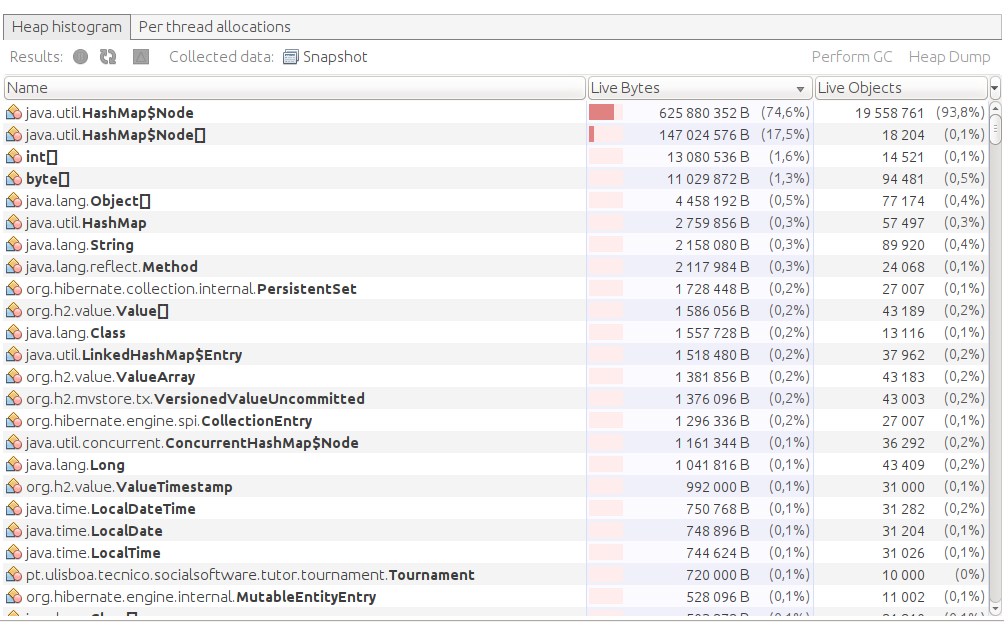 Heap histogram Per thread allocations
Results: Collected data: Snapshot Perform GC Heap Dump
Name Live Bytes Live Objects
java.util.HashMap$Node 625 880 352 B (74,6%) 19 558 761 (93,8%)
java.util.HashMap$Node[] 147 024 576 B (17,5%) 18 204 (0,1%)
int[] 13 080 536 B (1,6%) 14 521 (0,1%)
byte[] 11 029 872 B (1,3%) 94 481 (0,5%)
java.lang.Object[] 4 458 192 B (0,5%) 77 174 (0,4%)
java.util.HashMap 2 759 856 B (0,3%) 57 497 (0,3%)
java.lang.String 2 158 080 B (0,3%) 89 920 (0,4%)
java.lang.reflect.Method 2 117 984 B (0,3%) 24 068 (0,1%)
org.hibernate.collection.internal.PersistentSet 1 728 448 B (0,2%) 27 007 (0,1%)
org.h2.value.Value[] 1 586 056 B (0,2%) 43 189 (0,2%)
java.lang.Class 1 557 728 B (0,2%) 13 116 (0,1%)
java.util.LinkedHashMap$Entry 1 518 480 B (0,2%) 37 962 (0,2%)
org.h2.value.ValueArray 1 381 856 B (0,2%) 43 183 (0,2%)
org.h2.mvstore.tx.VersionedValueUncommitted 1 376 096 B (0,2%) 43 003 (0,2%)
org.hibernate.engine.spi.CollectionEntry 1 296 336 B (0,2%) 27 007 (0,1%)
java.util.concurrent.ConcurrentHashMap$Node 1 161 344 B (0,1%) 36 292 (0,2%)
java.lang.Long 1 041 816 B (0,1%) 43 409 (0,2%)
org.h2.value.ValueTimestamp 992 000 B (0,1%) 31 000 (0,1%)
java.time.LocalDateTime 750 768 B (0,1%) 31 282 (0,2%)
java.time.LocalDate 748 896 B (0,1%) 31 204 (0,1%)
java.time.LocalTime 744 624 B (0,1%) 31 026 (0,1%)
pt.ulisboa.tecnico.socialsoftware.tutor.tournament.Tournament 720 000 B (0,1%) 10 000 (0%)
org.hibernate.engine.internal.MutableEntityEntry 528 096 B (0,1%) 11 002 (0,1%)